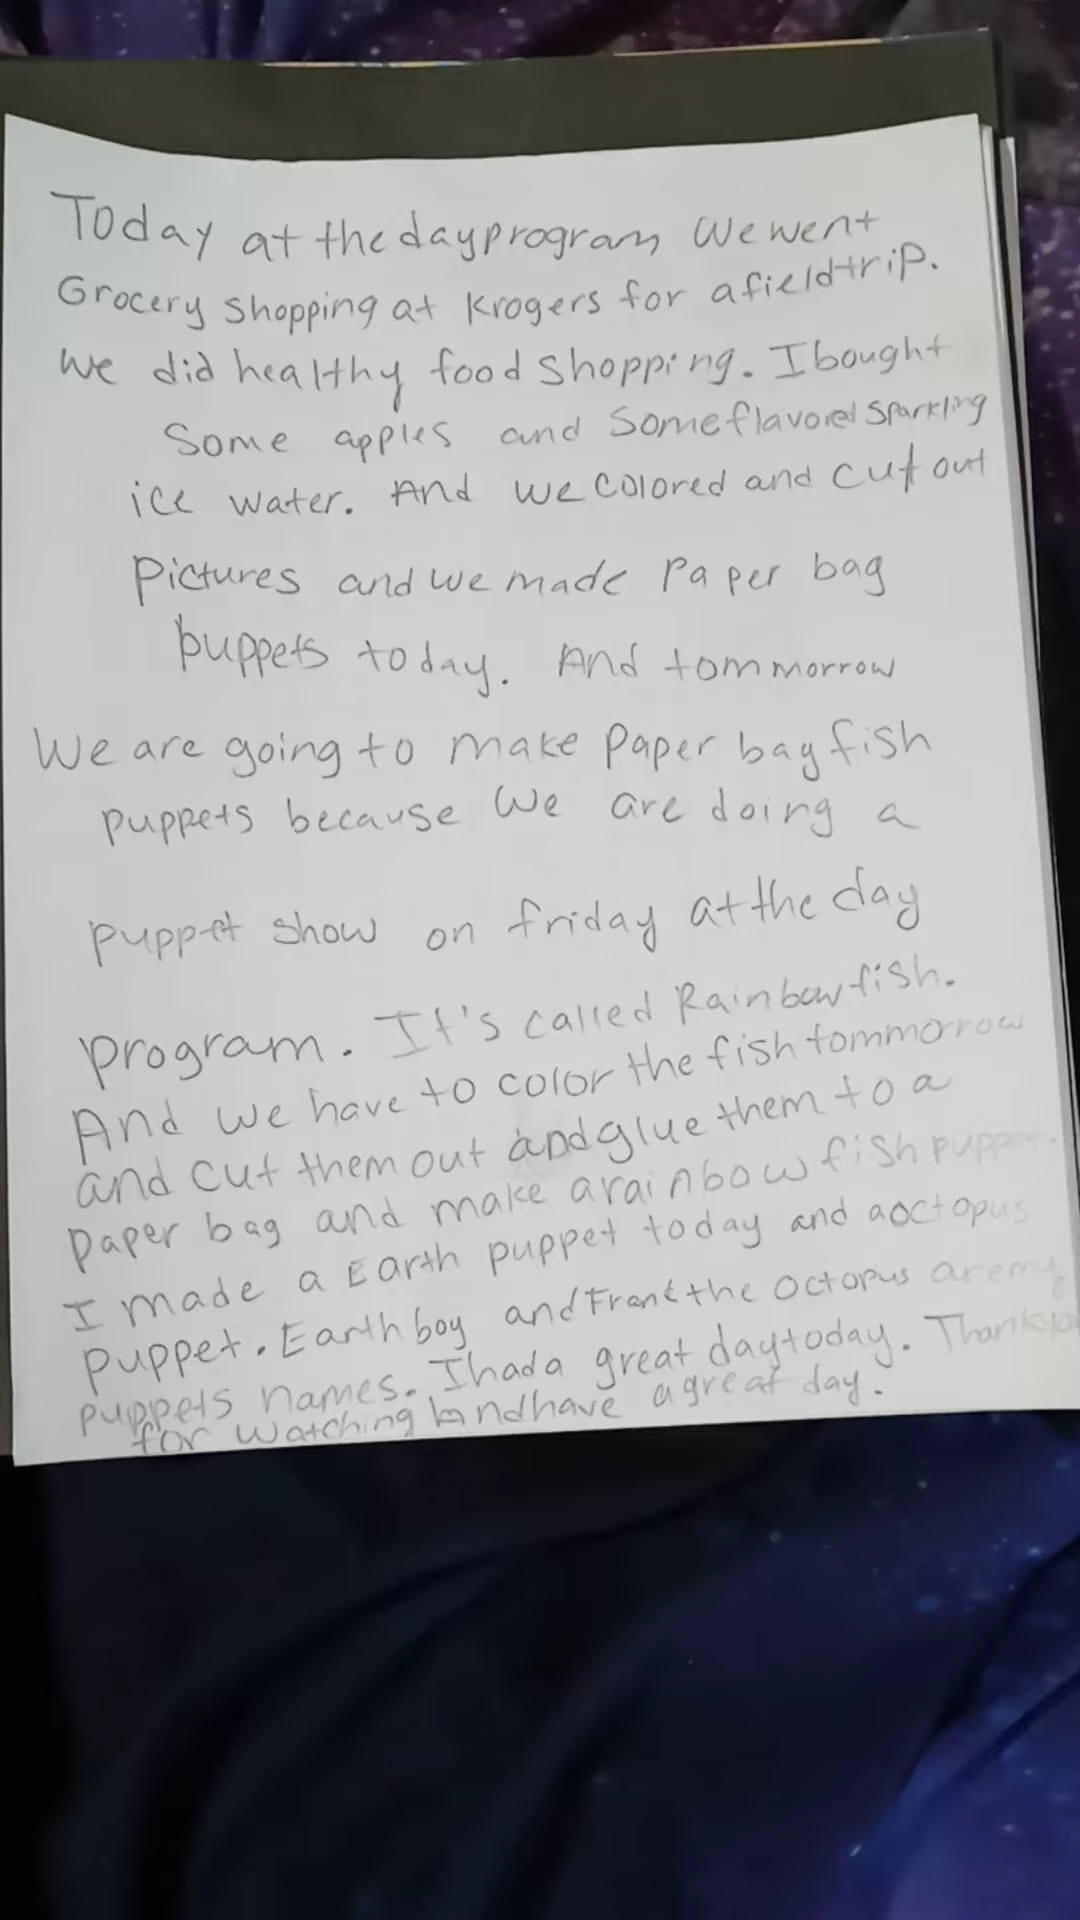 Today at the day program We went
Grocery shopping at Krogers for a fieldtrip.
We did healthy food shopping. I bought
Some apples and Some flavored Sparkling
ice water. And we colored and cut out
Pictures and we made Paper bag
puppets today. And tommorrow
We are going to make Paper bag fish
puppets because We are doing a
puppet show on friday at the day
program. It's called Rainbow fish.
And we have to color the fish tommorrow
and cut them out and glue them to a
Paper bag and make a rainbow fish puppet.
I made a Earth puppet today and a octopus
puppet. Earth boy and Frank the Octopus are my
puppets names. I had a great day today. Thank you
for watching and have a great day.